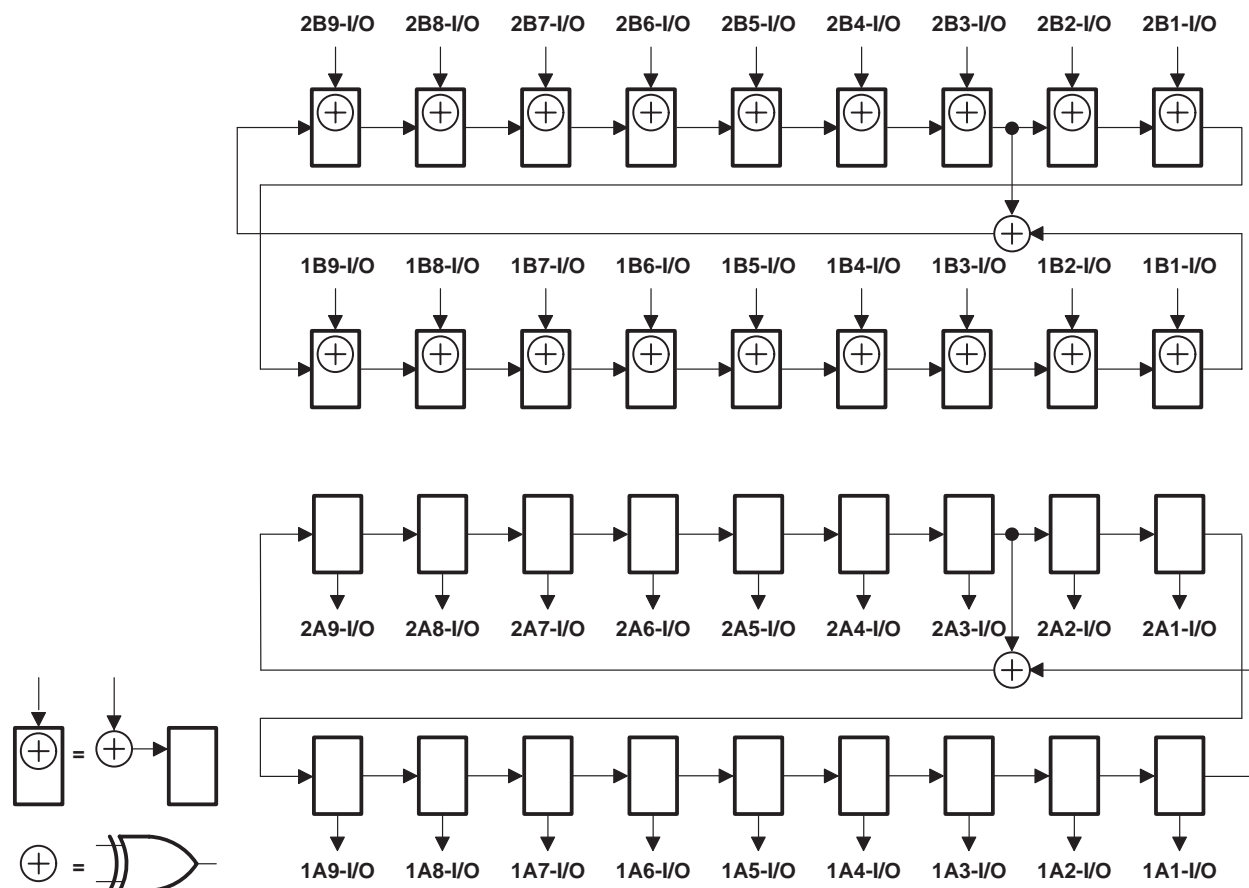 2B9-I/O 2B8-I/O 2B7-I/O 2B6-I/O 2B5-I/O 2B4-I/O 2B3-I/O 2B2-I/O 2B1-I/O
1B9-I/O 1B8-I/O 1B7-I/O 1B6-I/O 1B5-I/O 1B4-I/O 1B3-I/O 1B2-I/O 1B1-I/O
2A9-I/O 2A8-I/O 2A7-I/O 2A6-I/O 2A5-I/O 2A4-I/O 2A3-I/O 2A2-I/O 2A1-I/O
=
=
1A9-I/O 1A8-I/O 1A7-I/O 1A6-I/O 1A5-I/O 1A4-I/O 1A3-I/O 1A2-I/O 1A1-I/O